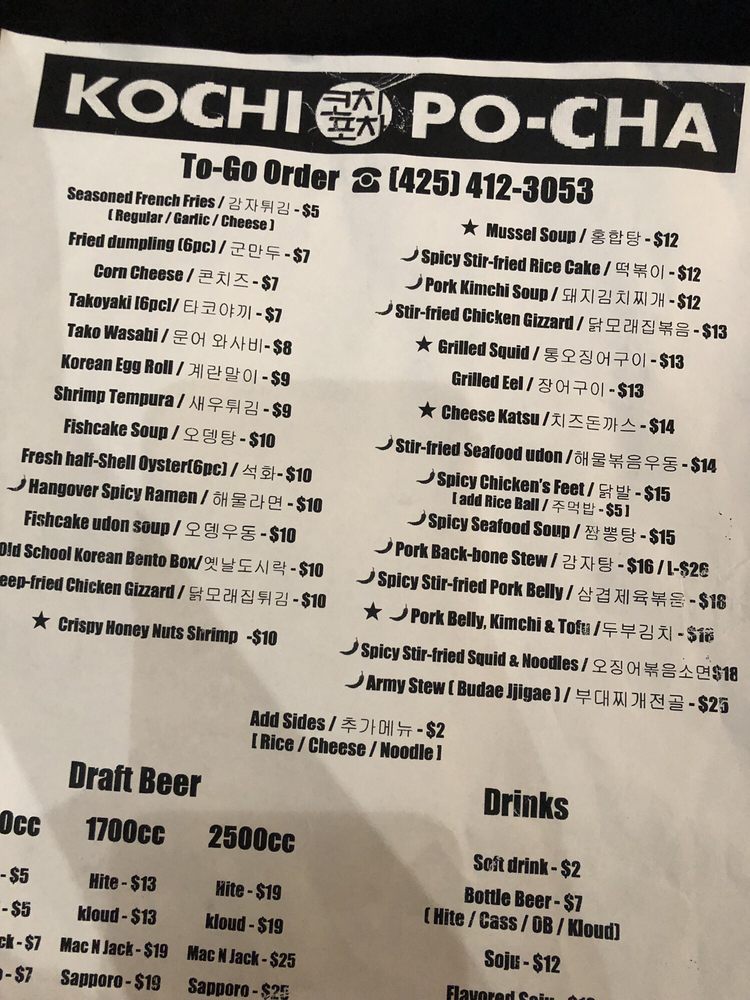 KOCHI 코치포차 PO-CHA
To-Go Order ☎ (425) 412-3053
Seasoned French Fries / 감자튀김 - $5
[ Regular / Garlic / Cheese ]
Fried dumpling (6pc) / 군만두 - $7
Corn Cheese / 콘치즈 - $7
Takoyaki [6pc] / 타코야끼 - $7
Tako Wasabi / 문어 와사비 - $8
Korean Egg Roll / 계란말이 - $9
Shrimp Tempura / 새우튀김 - $9
Fishcake Soup / 오뎅탕 - $10
Fresh half-Shell Oyster(6pc) / 석화 - $10
Hangover Spicy Ramen / 해물라면 - $10
Fishcake udon soup / 오뎅우동 - $10
Old School Korean Bento Box/옛날도시락 - $10
eep-fried Chicken Gizzard / 닭모래집튀김 - $10
★ Crispy Honey Nuts Shrimp -$10
★ Mussel Soup / 홍합탕 - $12
Spicy Stir-fried Rice Cake / 떡볶이 - $12
Pork Kimchi Soup / 돼지김치찌개 - $12
Stir-fried Chicken Gizzard / 닭모래집볶음 - $13
★ Grilled Squid / 통오징어구이 - $13
Grilled Eel / 장어구이 - $13
★ Cheese Katsu /치즈돈까스 - $14
Stir-fried Seafood udon /해물볶음우동 - $14
Spicy Chicken's Feet / 닭발 - $15
[ add Rice Ball / 주먹밥 - $5 ]
Spicy Seafood Soup / 짬뽕탕 - $15
Pork Back-bone Stew / 감자탕 - $16 / L-$26
Spicy Stir-fried Pork Belly / 삼겹제육볶음 - $18
★ Pork Belly, Kimchi & Tofu /두부김치 -
Spicy Stir-fried Squid & Noodles / 오징어볶음소면$18
Army Stew ( Budae Jjigae ) / 부대찌개전골 - $25
Add Sides / 추가메뉴 - $2
[ Rice / Cheese / Noodle ]
Draft Beer
0cc 1700cc 2500cc
- $5 Hite - $13 Hite - $19
- $5 kloud - $13 kloud - $19
ck - $7 Mac N Jack - $19 Mac N Jack - $25
- $7 Sapporo - $19 Sapporo - $25
Drinks
Soft drink - $2
Bottle Beer - $7
( Hite / Cass / OB / Kloud)
Soju - $12
Flavored Soju